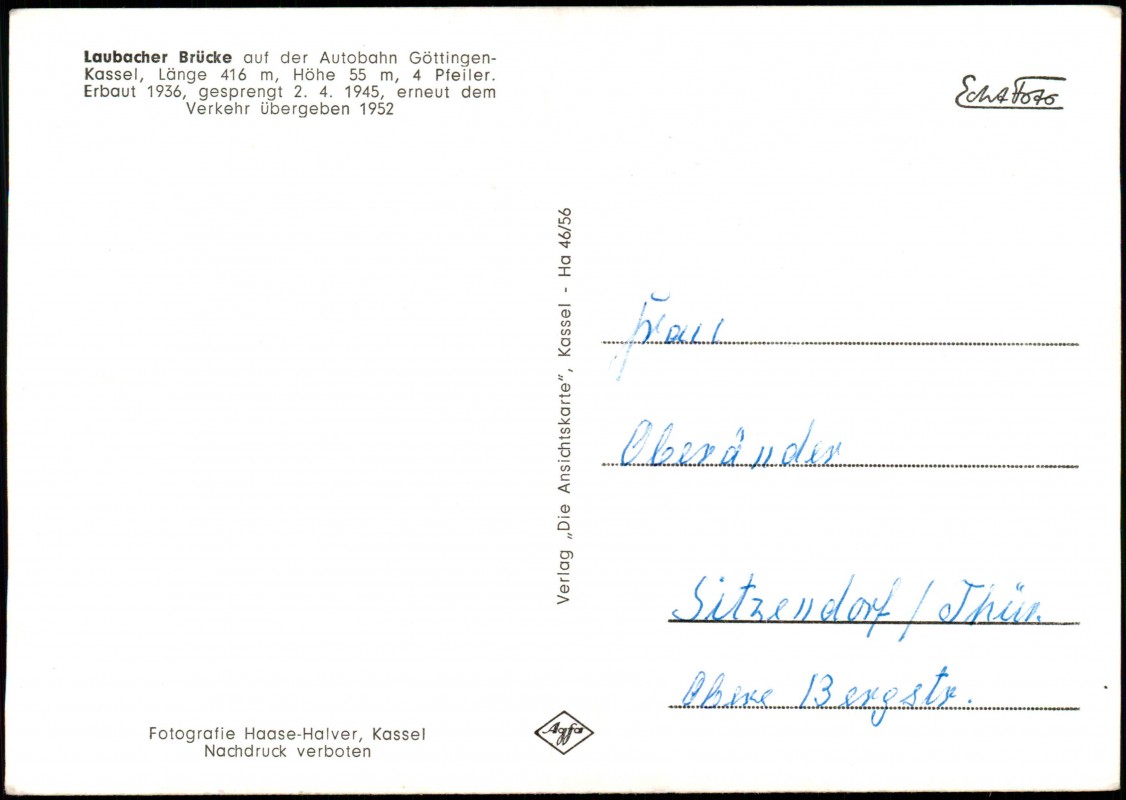 Laubacher Brücke auf der Autobahn Göttingen-
Kassel, Länge 416 m, Höhe 55 m, 4 Pfeiler.
Erbaut 1936, gesprengt 2. 4. 1945, erneut dem
Verkehr übergeben 1952
Echt Foto
Verlag „Die Ansichtskarte", Kassel - Ha 46/56
Frau
Oberänder
Sitzendorf / Thür.
Obere Bergstr.
Fotografie Haase-Halver, Kassel
Nachdruck verboten
Agfa